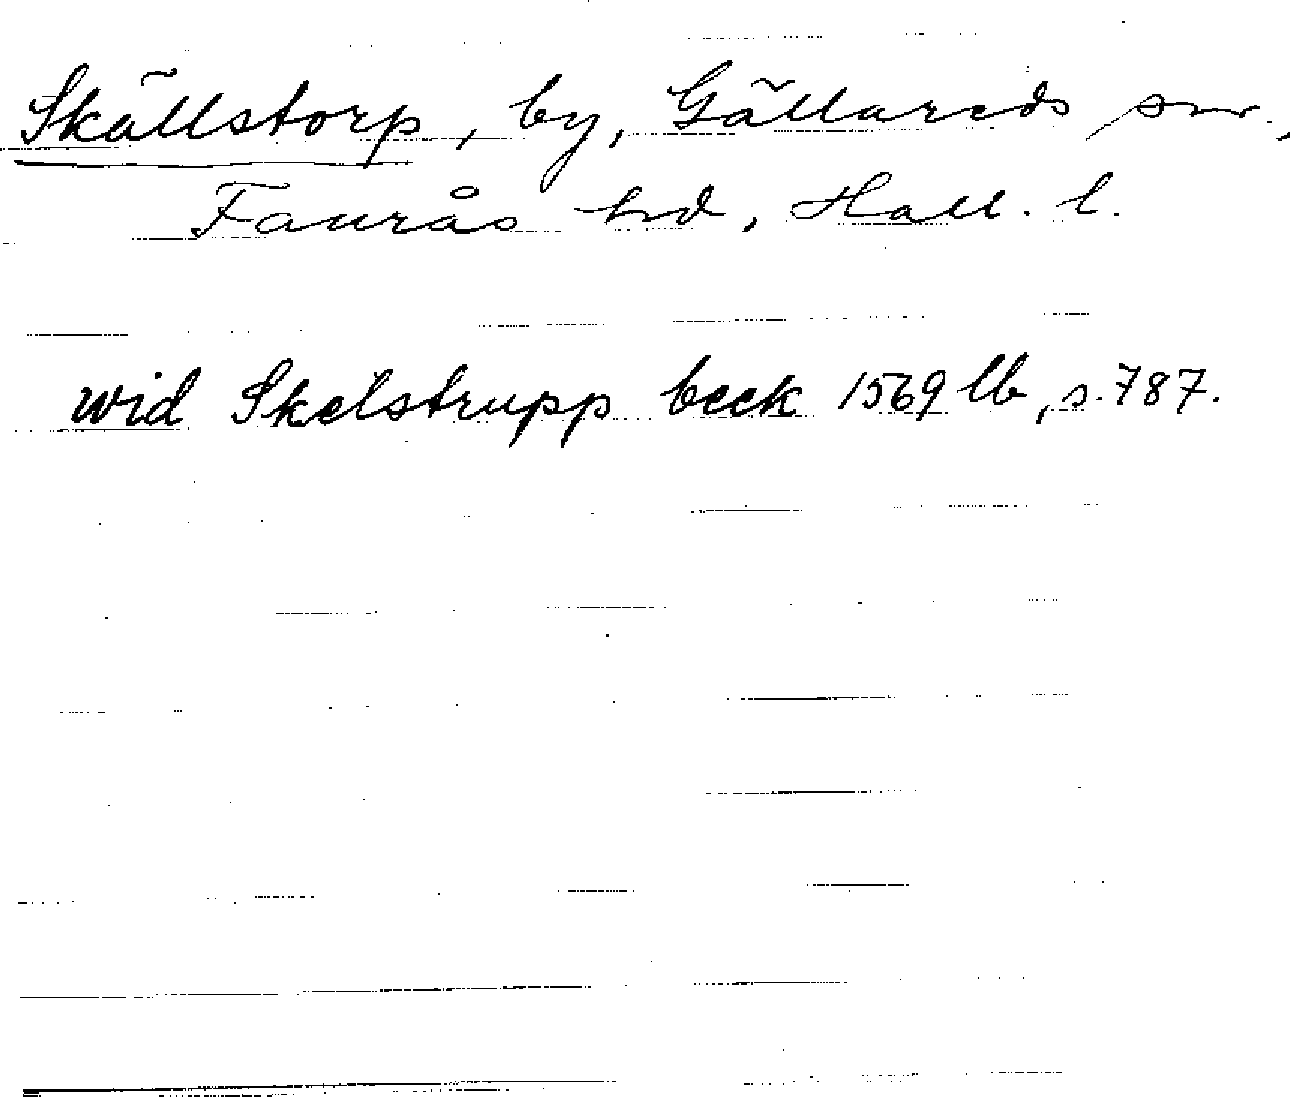 Skällstorp, by, Gällareds sn.,
Faurås hd, Hall. l.
wid Skelstrupp beck 1569 lb, s. 787.